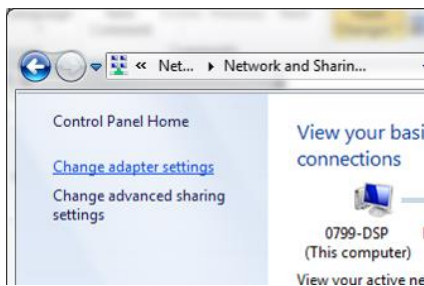 « Net... ▸ Network and Sharin...
Control Panel Home
View your basi
connections
Change adapter settings
Change advanced sharing
settings
0799-DSP
(This computer)
View your active ne